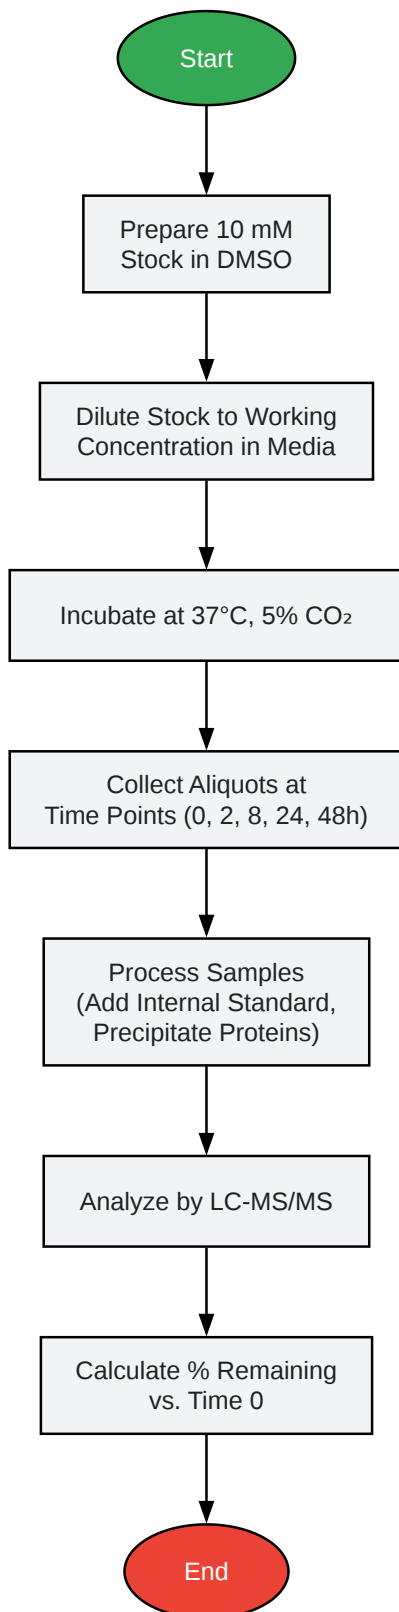 Start
Prepare 10 mM
Stock in DMSO
Dilute Stock to Working
Concentration in Media
Incubate at 37°C, 5% CO₂
Collect Aliquots at
Time Points (0, 2, 8, 24, 48h)
Process Samples
(Add Internal Standard,
Precipitate Proteins)
Analyze by LC-MS/MS
Calculate % Remaining
vs. Time 0
End